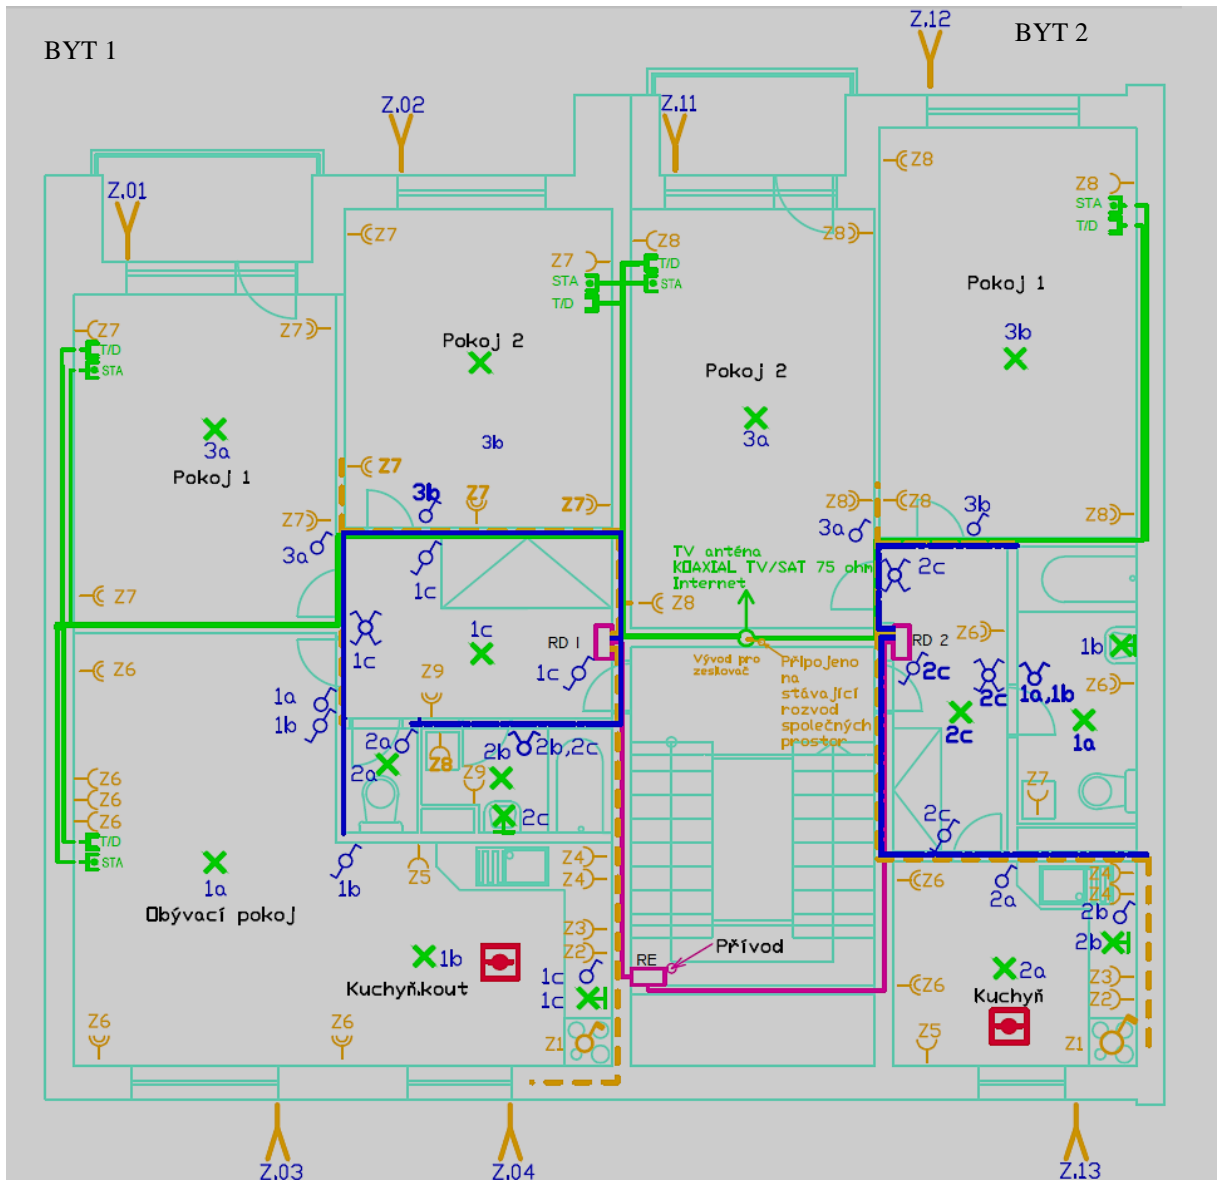 BYT 1
BYT 2
Z.12
Z.02
Z.11
Z.01
Z8
Z8
STA
T/D
Z7
Z8
Z8
Z7
T/D
STA
STA
T/D
Pokoj 1
3b
Z7
Z7
T/D
STA
Pokoj 2
Pokoj 2
3a
3a
3b
Pokoj 1
Z7
3b
Z7
Z7
Z8
Z8
Z8
Z7
3a
3a
3b
TV anténa
KOAXIAL TV/SAT 75 ohm
Internet
1c
2c
Z7
Z8
1c
1c
RD 1
RD 2
Z6
1b
Vývod pro
zesilovač
Připojeno
na
stávající
rozvod
společných
prostor
Z6
1c
Z9
2c
2c
1a,1b
Z6
1a
1b
2c
1a
2a
2b
2b,2c
2a
Z8
Z9
Z6
Z6
Z6
Z7
2c
2c
T/D
STA
1a
1b
Z5
Z4
Z4
Z6
2a
Z4
Z4
Obývací pokoj
Z3
Z2
2b
2b
Přívod
1b
RE
Kuchyň.kout
1c
1c
2a
Z3
Z2
Z6
Kuchyň
Z6
Z6
Z1
Z5
Z1
Z.03
Z.04
Z.13